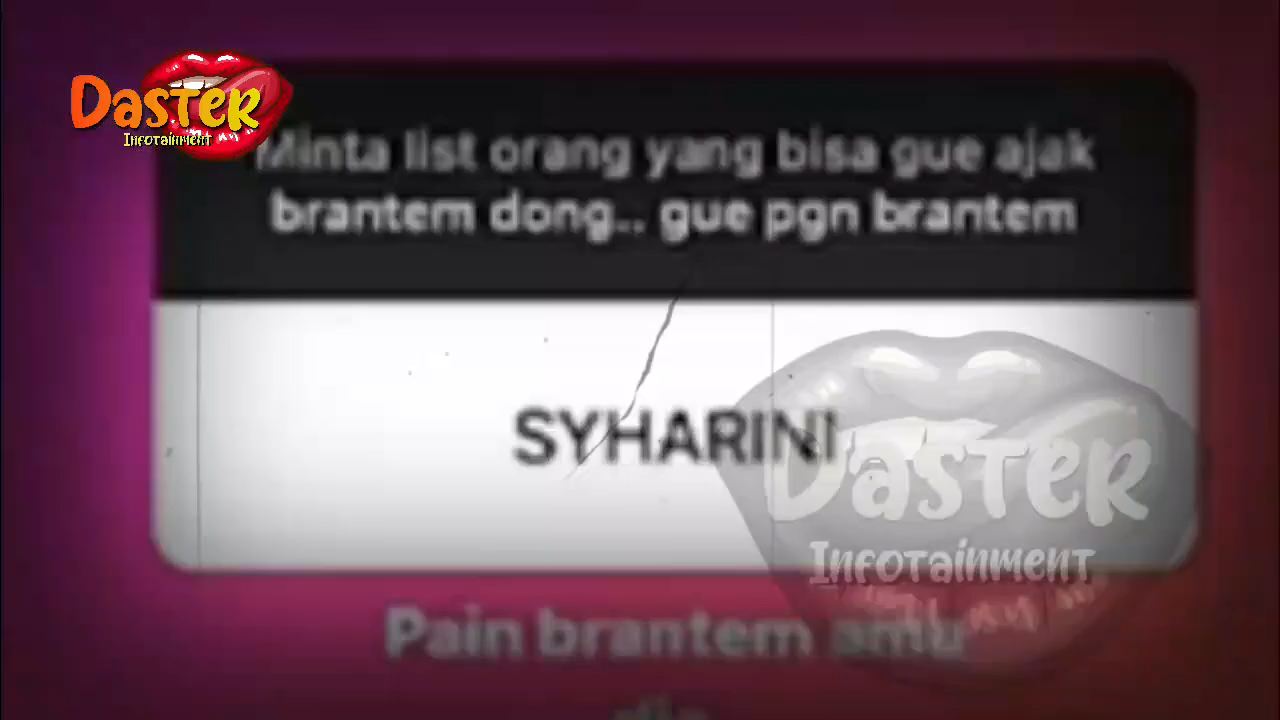 DASTER
INFOTAINMENT
Minta list orang yang bisa gue ajak
brantem dong.. gue pgn brantem
SYHARINI
DASTER
INFOTAINMENT
Pain brantem amu